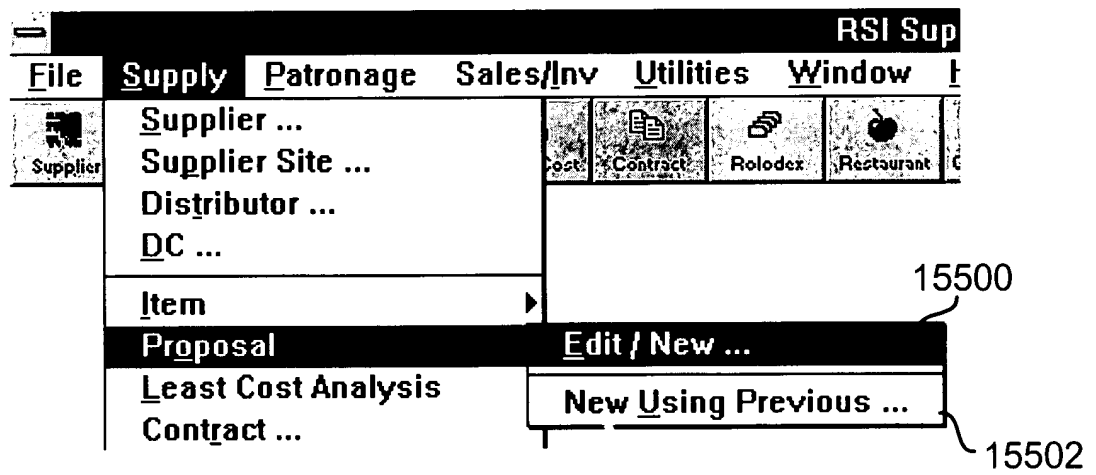 RSI Sup
File Supply Patronage Sales/Inv Utilities Window H
Supplier Cost Contract Rolodex Restaurant
Supplier ...
Supplier Site ...
Distributor ...
DC ...
Item
Proposal
Least Cost Analysis
Contract ...
Edit / New ...
New Using Previous ...
15500
15502